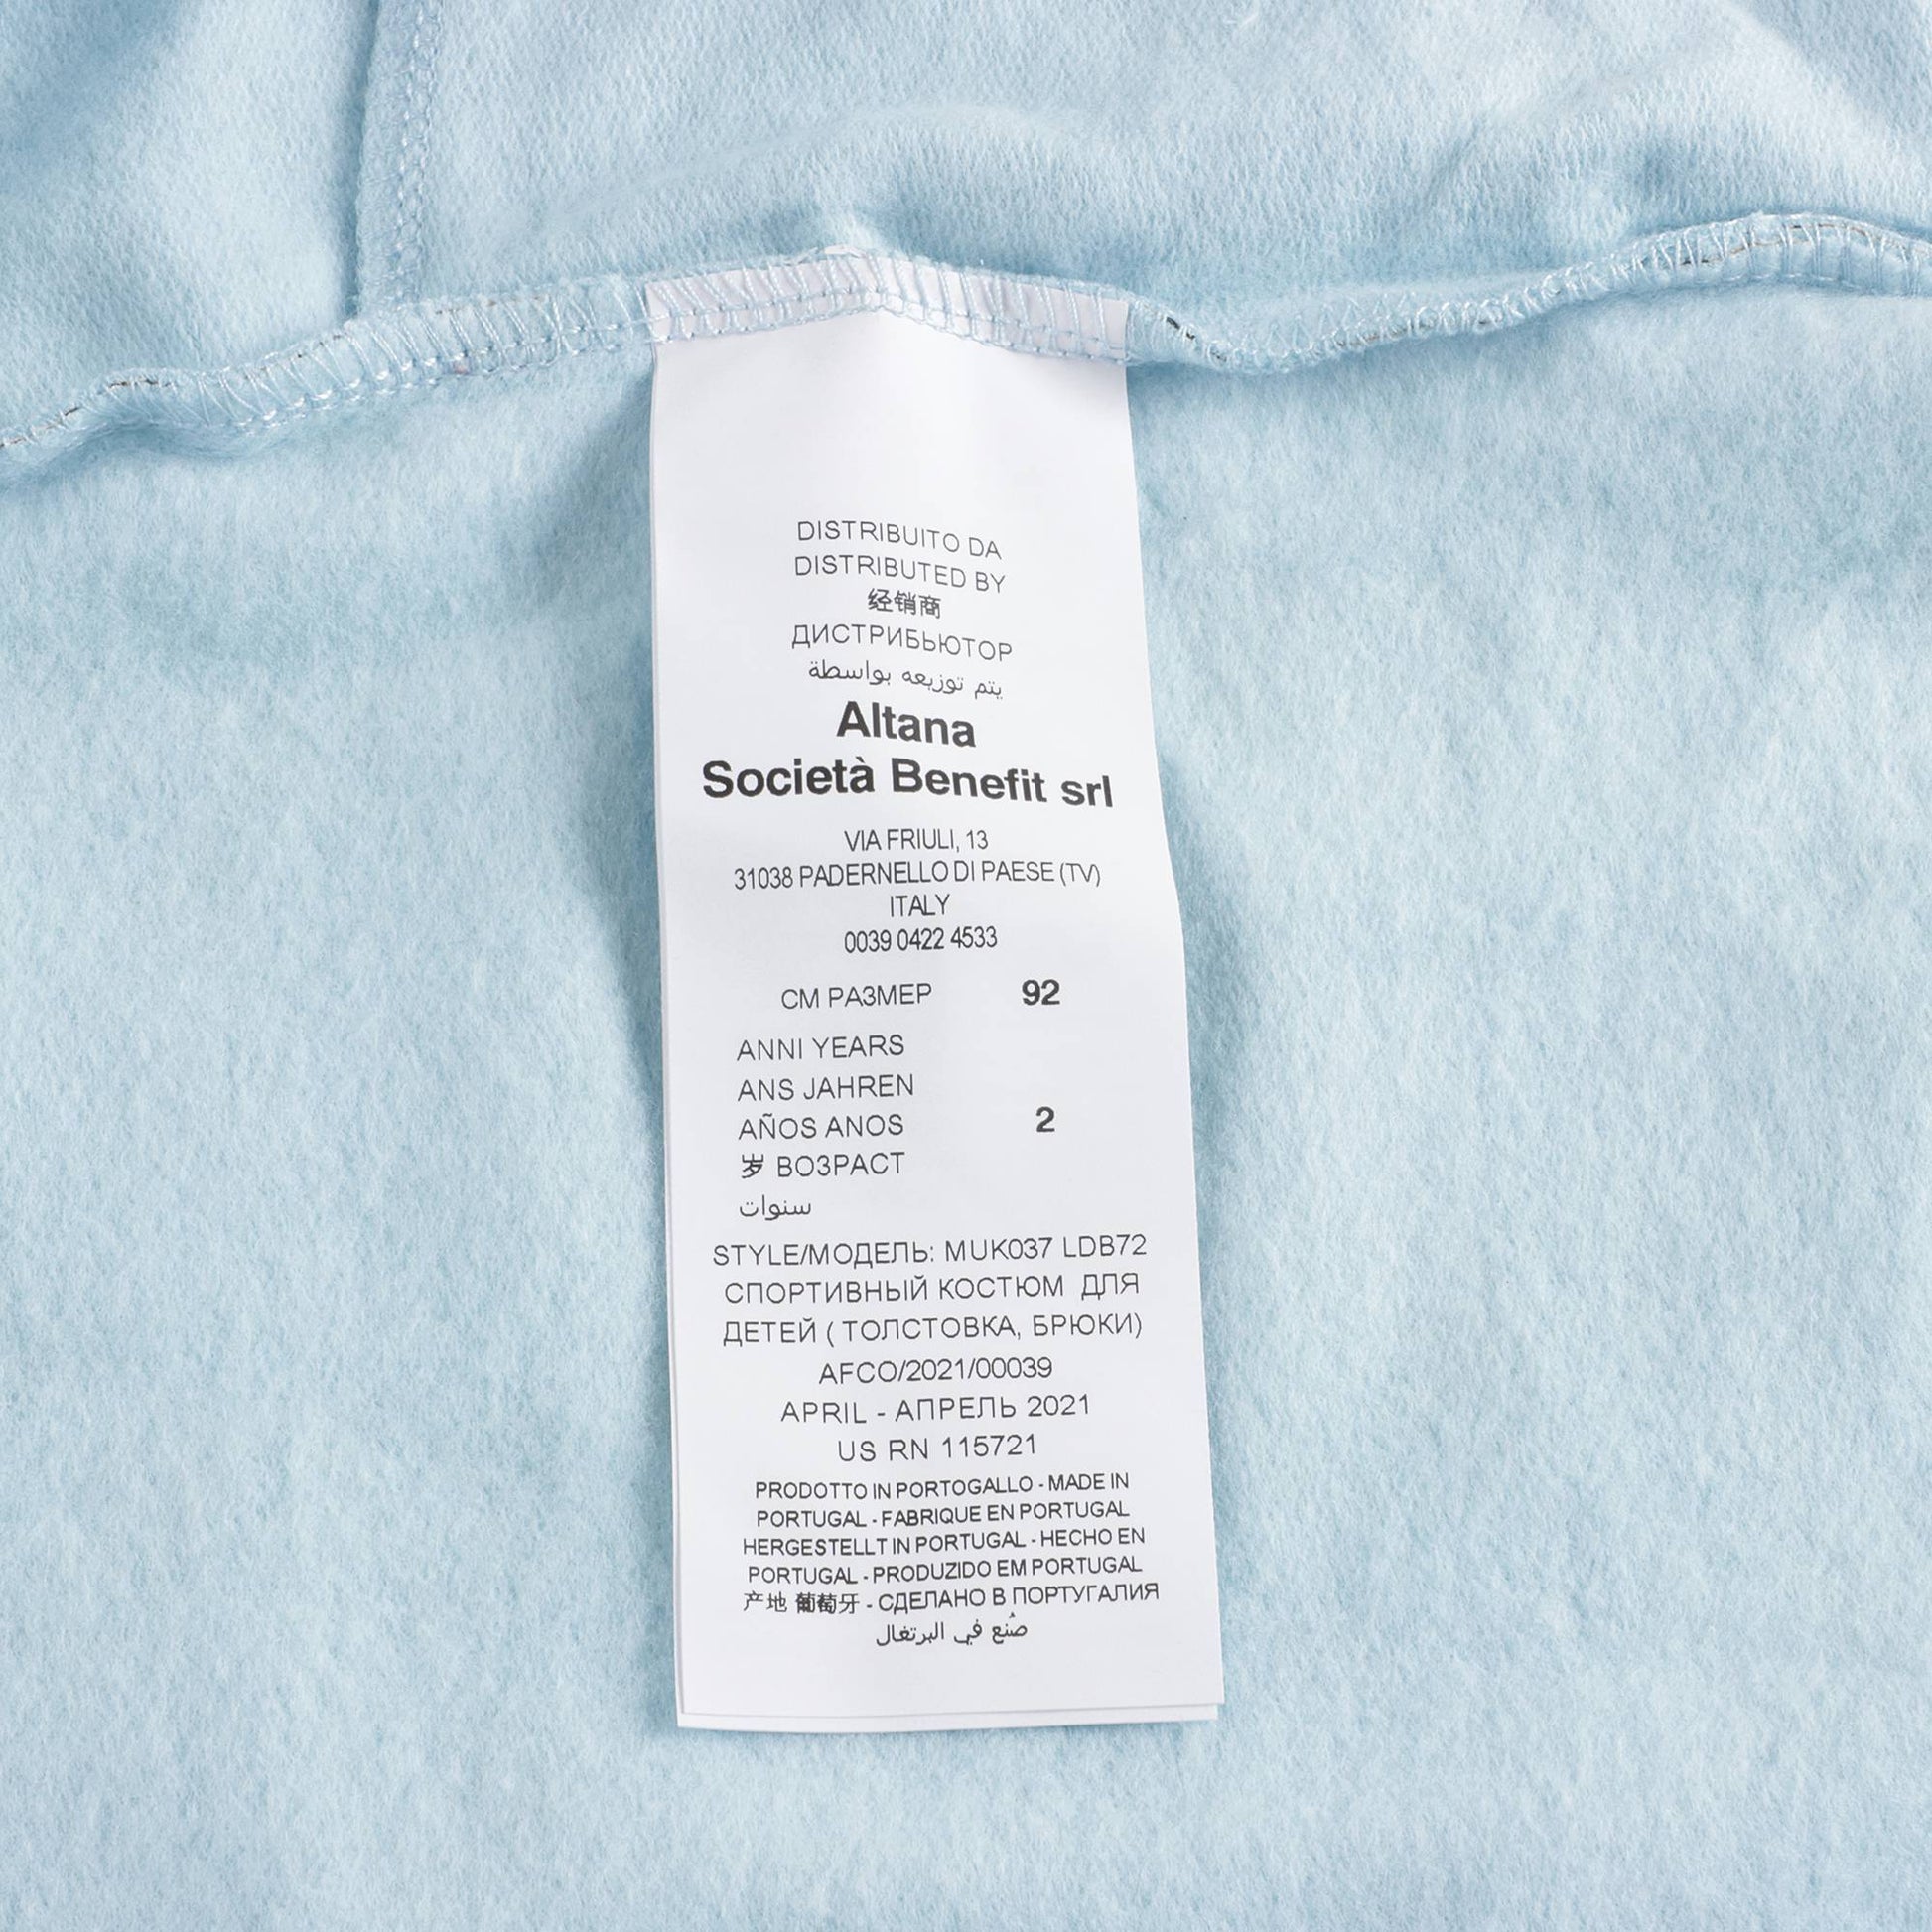 DISTRIBUITO DA
DISTRIBUTED BY
经销商
ДИСТРИБЬЮТОР
يتم توزيعه بواسطة
Altana
Società Benefit srl
VIA FRIULI, 13
31038 PADERNELLO DI PAESE (TV)
ITALY
0039 0422 4533
СМ РАЗМЕР 92
ANNI YEARS
ANS JAHREN
AÑOS ANOS 2
岁 ВОЗРАСТ
سنوات
STYLE/МОДЕЛЬ: MUK037 LDB72
СПОРТИВНЫЙ КОСТЮМ ДЛЯ
ДЕТЕЙ ( ТОЛСТОВКА, БРЮКИ)
AFCO/2021/00039
APRIL - АПРЕЛЬ 2021
US RN 115721
PRODOTTO IN PORTOGALLO - MADE IN
PORTUGAL - FABRIQUE EN PORTUGAL
HERGESTELLT IN PORTUGAL - HECHO EN
PORTUGAL - PRODUZIDO EM PORTUGAL
产地 葡萄牙 - СДЕЛАНО В ПОРТУГАЛИЯ
صُنع في البرتغال